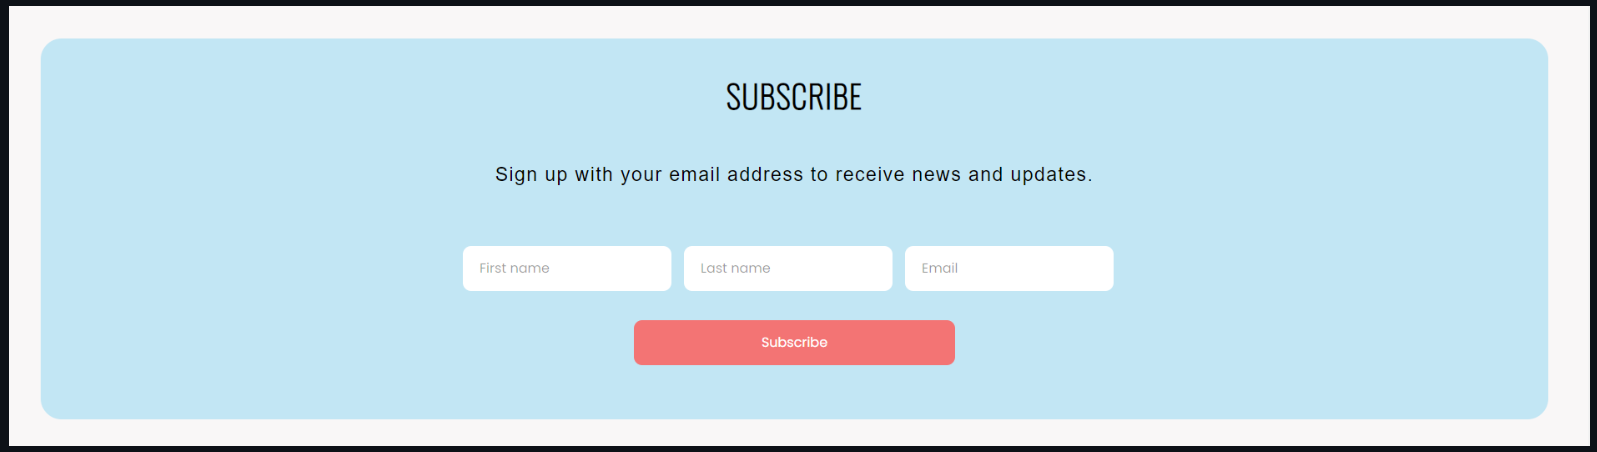 SUBSCRIBE
Sign up with your email address to receive news and updates.
First name Last name Email
Subscribe